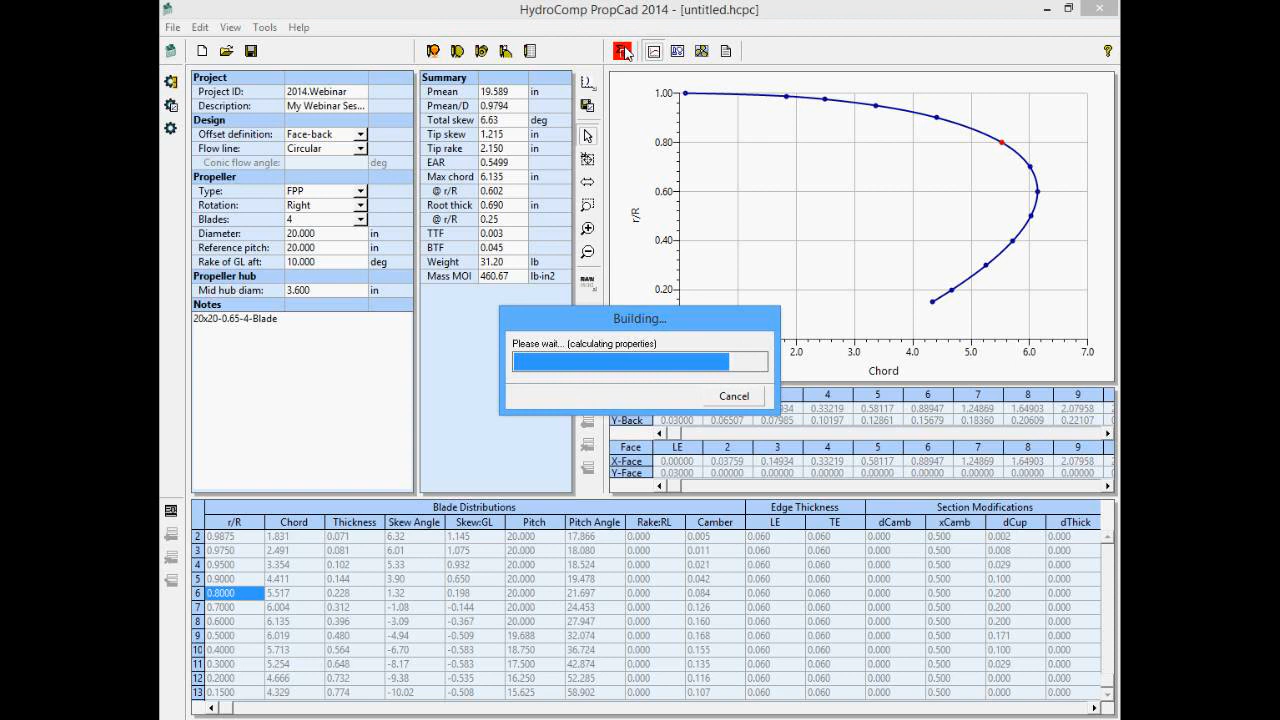 HydroComp PropCad 2014 - [untitled.hcpc]
File Edit View Tools Help
Project
Project ID: 2014.Webinar
Description: My Webinar Ses...
Design
Offset definition: Face-back
Flow line: Circular
Conic flow angle: deg
Propeller
Type: FPP
Rotation: Right
Blades: 4
Diameter: 20.000 in
Reference pitch: 20.000 in
Rake of GL aft: 10.000 deg
Propeller hub
Mid hub diam: 3.600 in
Notes
20x20-0.65-4-Blade
Summary
Pmean 19.589 in
Pmean/D 0.9794
Total skew 6.63 deg
Tip skew 1.215 in
Tip rake 2.150 in
EAR 0.5499
Max chord 6.135 in
@ r/R 0.602
Root thick 0.690 in
@ r/R 0.25
TTF 0.003
BTF 0.045
Weight 31.20 lb
Mass MOI 460.67 lb-in2
1.00
0.80
0.60
0.40
0.20
r/R
2.0 3.0 4.0 5.0 6.0 7.0
Chord
Building...
Please wait... (calculating properties)
Cancel
4 5 6 7 8 9
934 0.33219 0.58117 0.88947 1.24869 1.64903 2.07958
Y-Back 0.03000 0.06507 0.07985 0.10197 0.12861 0.15679 0.18360 0.20609 0.22107
Face LE 2 3 4 5 6 7 8 9
X-Face 0.00000 0.03759 0.14934 0.33219 0.58117 0.88947 1.24869 1.64903 2.07958
Y-Face 0.03000 0.00000 0.00000 0.00000 0.00000 0.00000 0.00000 0.00000 0.00000
Blade Distributions Edge Thickness Section Modifications
r/R Chord Thickness Skew Angle Skew:GL Pitch Pitch Angle Rake:RL Camber LE TE dCamb xCamb dCup dThick
2 0.9875 1.831 0.071 6.32 1.145 20.000 17.866 0.000 0.005 0.060 0.060 0.000 0.500 0.002 0.000
3 0.9750 2.491 0.081 6.01 1.075 20.000 18.080 0.000 0.011 0.060 0.060 0.000 0.500 0.008 0.000
4 0.9500 3.354 0.102 5.33 0.932 20.000 18.524 0.000 0.021 0.060 0.060 0.000 0.500 0.029 0.000
5 0.9000 4.411 0.144 3.90 0.650 20.000 19.478 0.000 0.042 0.060 0.060 0.000 0.500 0.100 0.000
6 0.8000 5.517 0.228 1.32 0.198 20.000 21.697 0.000 0.084 0.060 0.060 0.000 0.500 0.200 0.000
7 0.7000 6.004 0.312 -1.08 -0.144 20.000 24.453 0.000 0.126 0.060 0.060 0.000 0.500 0.200 0.000
8 0.6000 6.135 0.396 -3.09 -0.367 20.000 27.947 0.000 0.160 0.060 0.060 0.000 0.500 0.200 0.000
9 0.5000 6.019 0.480 -4.94 -0.509 19.688 32.074 0.000 0.168 0.060 0.060 0.000 0.500 0.171 0.000
10 0.4000 5.713 0.564 -6.70 -0.583 18.750 36.724 0.000 0.155 0.060 0.060 0.000 0.500 0.100 0.000
11 0.3000 5.254 0.648 -8.17 -0.583 17.500 42.874 0.000 0.135 0.060 0.060 0.000 0.500 0.029 0.000
12 0.2000 4.666 0.732 -9.38 -0.535 16.250 52.285 0.000 0.116 0.060 0.060 0.000 0.500 0.000 0.000
13 0.1500 4.329 0.774 -10.02 -0.508 15.625 58.902 0.000 0.107 0.060 0.060 0.000 0.500 0.000 0.000